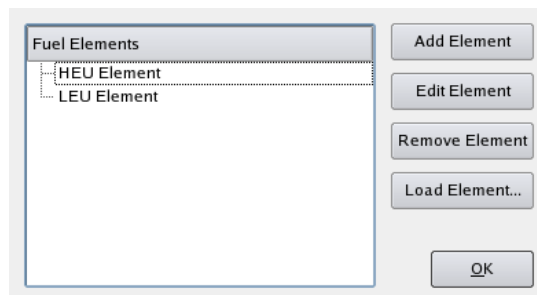 Fuel Elements
HEU Element
LEU Element
Add Element
Edit Element
Remove Element
Load Element...
OK